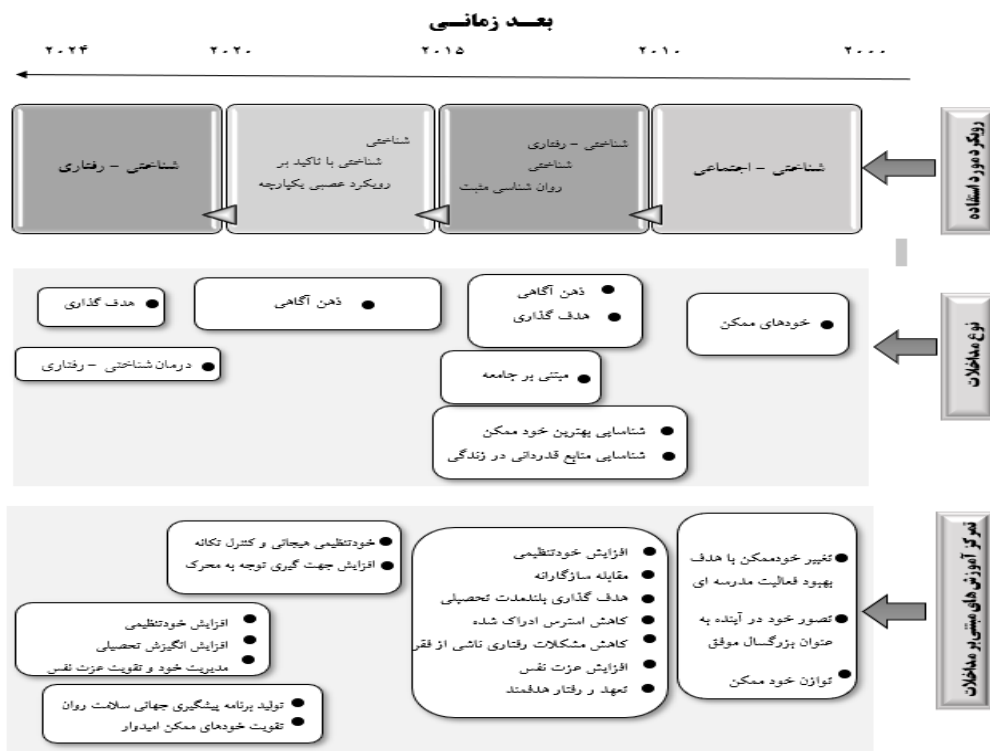 بعـــد زمانـــی
۲۰۰۰
۲۰۱۰
۲۰۱۵
۲۰۲۰
۲۰۲۴
رویکرد مورد استفاده
شناختی - اجتماعی
شناختی - رفتاری
شناختی
روان شناسی مثبت
شناختی
شناختی با تاکید بر
رویکرد عصبی یکپارچه
شناختی - رفتاری
نوع مداخلات
خودهای ممکن
ذهن آگاهی
هدف گذاری
مبتنی بر جامعه
شناسایی بهترین خود ممکن
شناسایی منابع قدردانی در زندگی
ذهن آگاهی
هدف گذاری
درمان شناختی - رفتاری
تمرکز آموزش های مبتنی بر مداخلات
تغییر خودممکن با هدف
بهبود فعالیت مدرسه ای
تصور خود در آینده به
عنوان بزرگسال موفق
توازن خود ممکن
افزایش خودتنظیمی
مقابله سازگارانه
هدف گذاری بلندمدت تحصیلی
کاهش استرس ادراک شده
کاهش مشکلات رفتاری ناشی از فقر
افزایش عزت نفس
تعهد و رفتار هدفمند
خودتنظیمی هیجانی و کنترل تکانه
افزایش جهت گیری توجه به محرک
افزایش خودتنظیمی
افزایش انگیزش تحصیلی
مدیریت خود و تقویت عزت نفس
تولید برنامه پیشگیری جهانی سلامت روان
تقویت خودهای ممکن امیدوار